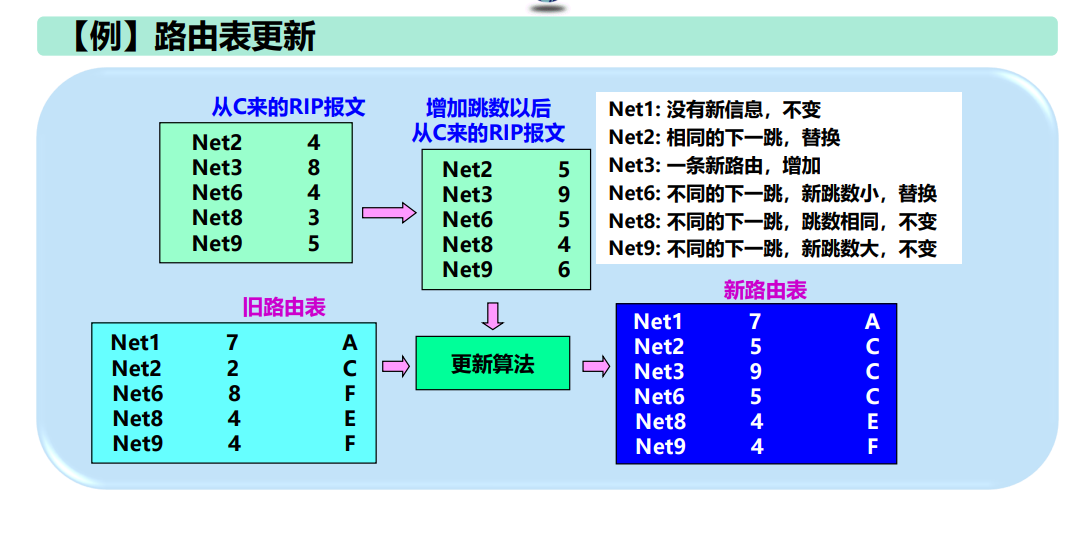 【例】路由表更新
从C来的RIP报文
Net2 4
Net3 8
Net6 4
Net8 3
Net9 5
增加跳数以后
从C来的RIP报文
Net2 5
Net3 9
Net6 5
Net8 4
Net9 6
Net1: 没有新信息，不变
Net2: 相同的下一跳，替换
Net3: 一条新路由，增加
Net6: 不同的下一跳，新跳数小，替换
Net8: 不同的下一跳，跳数相同，不变
Net9: 不同的下一跳，新跳数大，不变
旧路由表
Net1 7 A
Net2 2 C
Net6 8 F
Net8 4 E
Net9 4 F
更新算法
新路由表
Net1 7 A
Net2 5 C
Net3 9 C
Net6 5 C
Net8 4 E
Net9 4 F